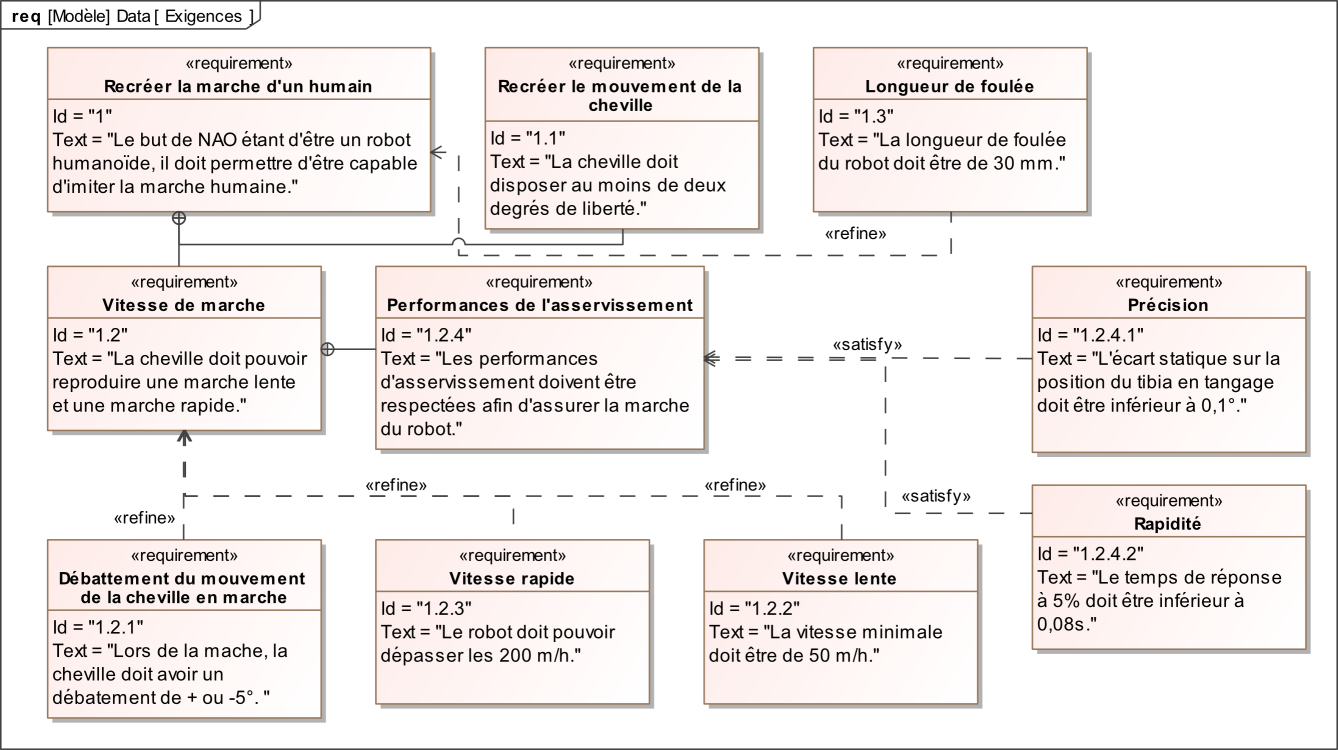 req [Modèle] Data [ Exigences ]
«requirement»
Recréer la marche d'un humain
Id = "1"
Text = "Le but de NAO étant d'être un robot
humanoïde, il doit permettre d'être capable
d'imiter la marche humaine."
«requirement»
Recréer le mouvement de la
cheville
Id = "1.1"
Text = "La cheville doit
disposer au moins de deux
degrés de liberté."
«requirement»
Longueur de foulée
Id = "1.3"
Text = "La longueur de foulée
du robot doit être de 30 mm."
«refine»
«requirement»
Vitesse de marche
Id = "1.2"
Text = "La cheville doit pouvoir
reproduire une marche lente
et une marche rapide."
«requirement»
Performances de l'asservissement
Id = "1.2.4"
Text = "Les performances
d'asservissement doivent être
respectées afin d'assurer la marche
du robot."
«satisfy»
«requirement»
Précision
Id = "1.2.4.1"
Text = "L'écart statique sur la
position du tibia en tangage
doit être inférieur à 0,1°."
«refine»
«refine»
«refine»
«satisfy»
«requirement»
Rapidité
Id = "1.2.4.2"
Text = "Le temps de réponse
à 5% doit être inférieur à
0,08s."
«requirement»
Débattement du mouvement
de la cheville en marche
Id = "1.2.1"
Text = "Lors de la mache, la
cheville doit avoir un
débatement de + ou -5°. "
«requirement»
Vitesse rapide
Id = "1.2.3"
Text = "Le robot doit pouvoir
dépasser les 200 m/h."
«requirement»
Vitesse lente
Id = "1.2.2"
Text = "La vitesse minimale
doit être de 50 m/h."